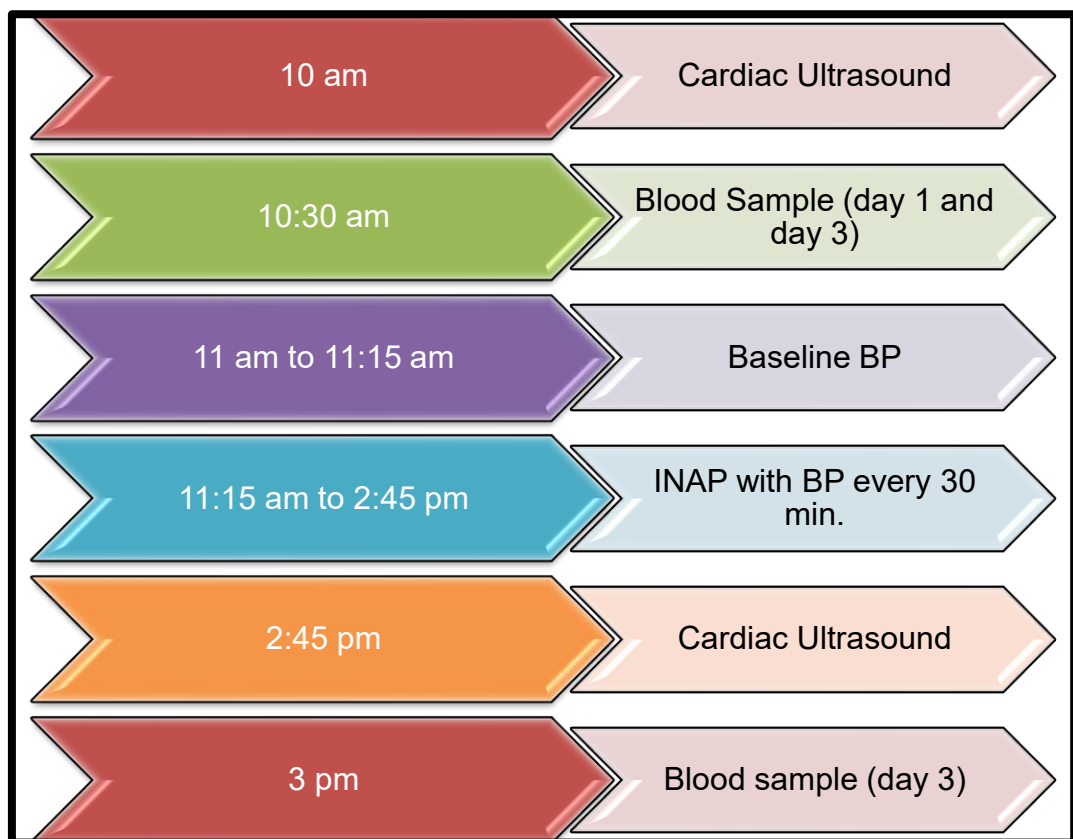 10 am
Cardiac Ultrasound
10:30 am
Blood Sample (day 1 and
day 3)
11 am to 11:15 am
Baseline BP
11:15 am to 2:45 pm
INAP with BP every 30
min.
2:45 pm
Cardiac Ultrasound
3 pm
Blood sample (day 3)